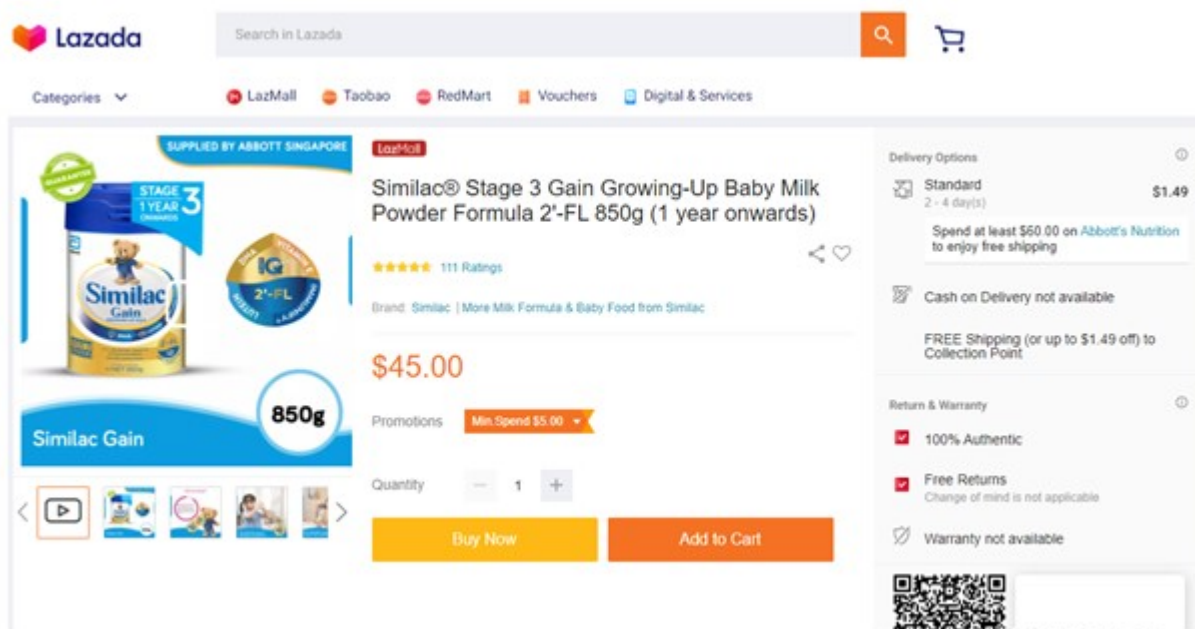 Lazada
Search in Lazada
Categories
LazMall
Taobao
RedMart
Vouchers
Digital & Services
SUPPLIED BY ABBOTT SINGAPORE
GUARANTEE
STAGE 3
1 YEAR
ONWARDS
Similac
Gain
IQ
2'-FL
DHA
LUTEIN
850g
Similac Gain
LazMall
Similac® Stage 3 Gain Growing-Up Baby Milk
Powder Formula 2'-FL 850g (1 year onwards)
111 Ratings
Brand: Similac | More Milk Formula & Baby Food from Similac
$45.00
Promotions
Min.Spend $5.00
Quantity
1
Buy Now
Add to Cart
Delivery Options
Standard
$1.49
2 - 4 day(s)
Spend at least $60.00 on Abbott's Nutrition
to enjoy free shipping
Cash on Delivery not available
FREE Shipping (or up to $1.49 off) to
Collection Point
Return & Warranty
100% Authentic
Free Returns
Change of mind is not applicable
Warranty not available